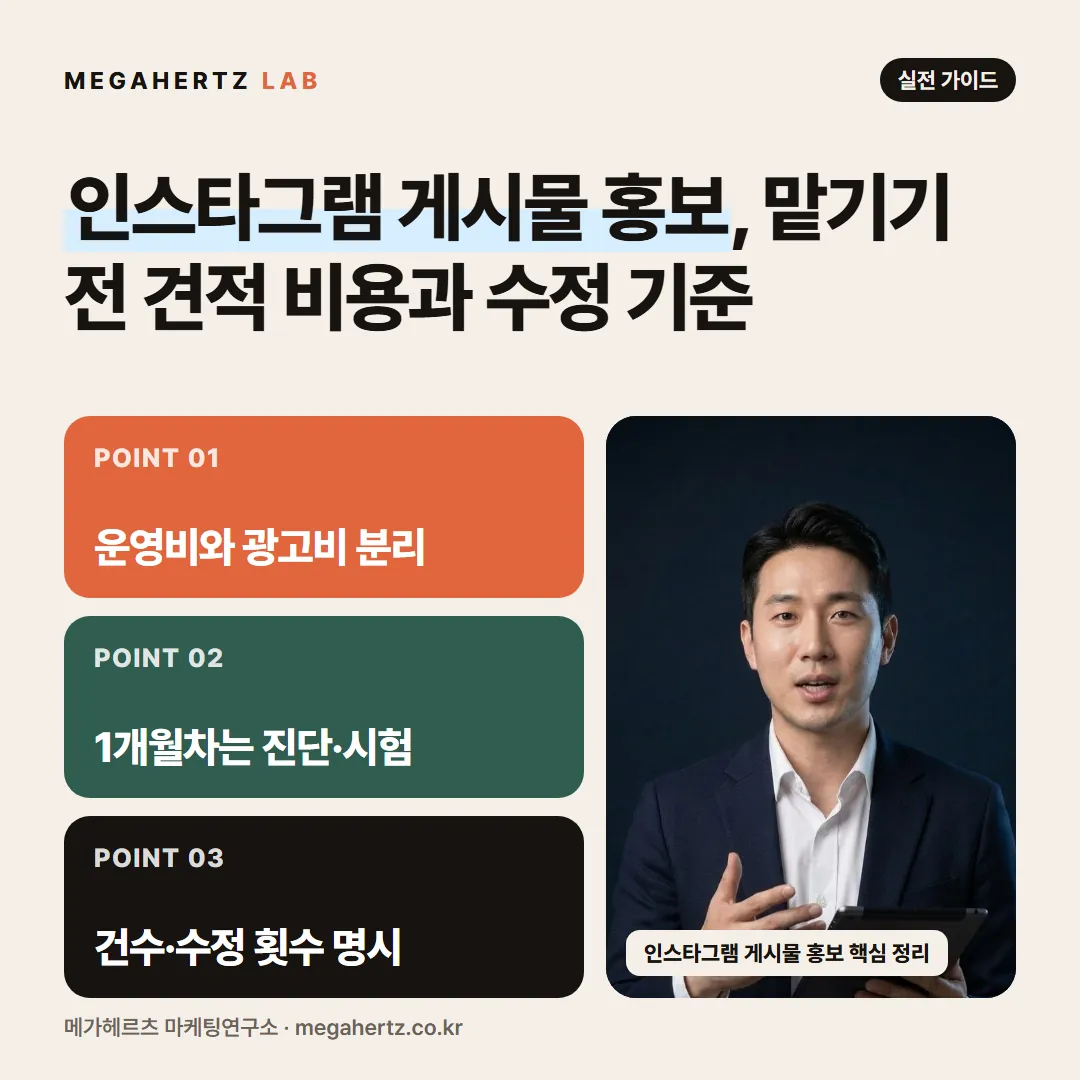 MEGAHERTZ LAB
실전 가이드
인스타그램 게시물 홍보, 맡기기
전 견적 비용과 수정 기준
POINT 01
운영비와 광고비 분리
POINT 02
1개월차는 진단·시험
POINT 03
건수·수정 횟수 명시
인스타그램 게시물 홍보 핵심 정리
메가헤르츠 마케팅연구소 · megahertz.co.kr